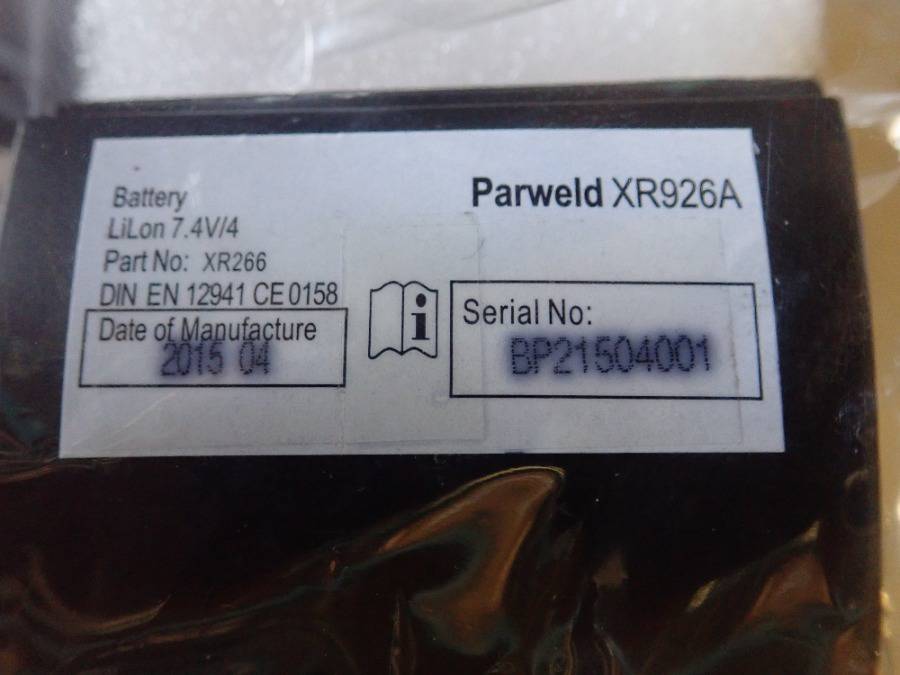 Parweld XR926A
Battery
LiLon 7.4V/4
Part No: XR266
DIN EN 12941 CE 0158
Date of Manufacture
2015 04
Serial No:
BP21504001